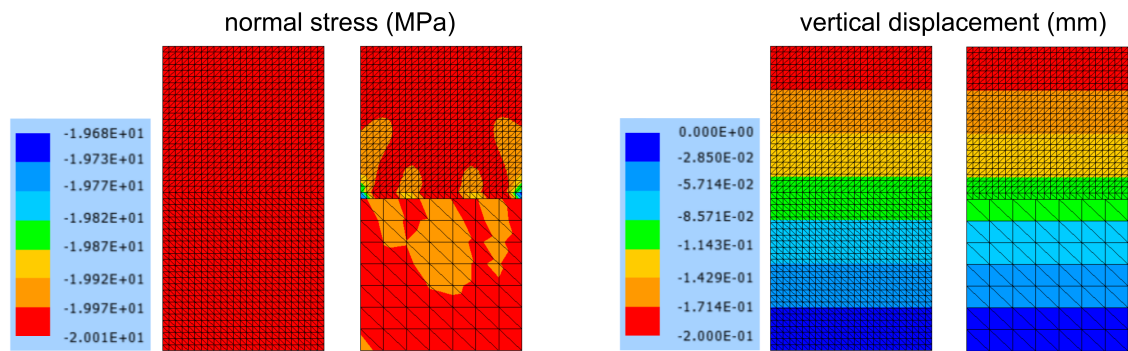 normal stress (MPa)
vertical displacement (mm)
-1.968E+01
-1.973E+01
-1.977E+01
-1.982E+01
-1.987E+01
-1.992E+01
-1.997E+01
-2.001E+01
0.000E+00
-2.850E-02
-5.714E-02
-8.571E-02
-1.143E-01
-1.429E-01
-1.714E-01
-2.000E-01